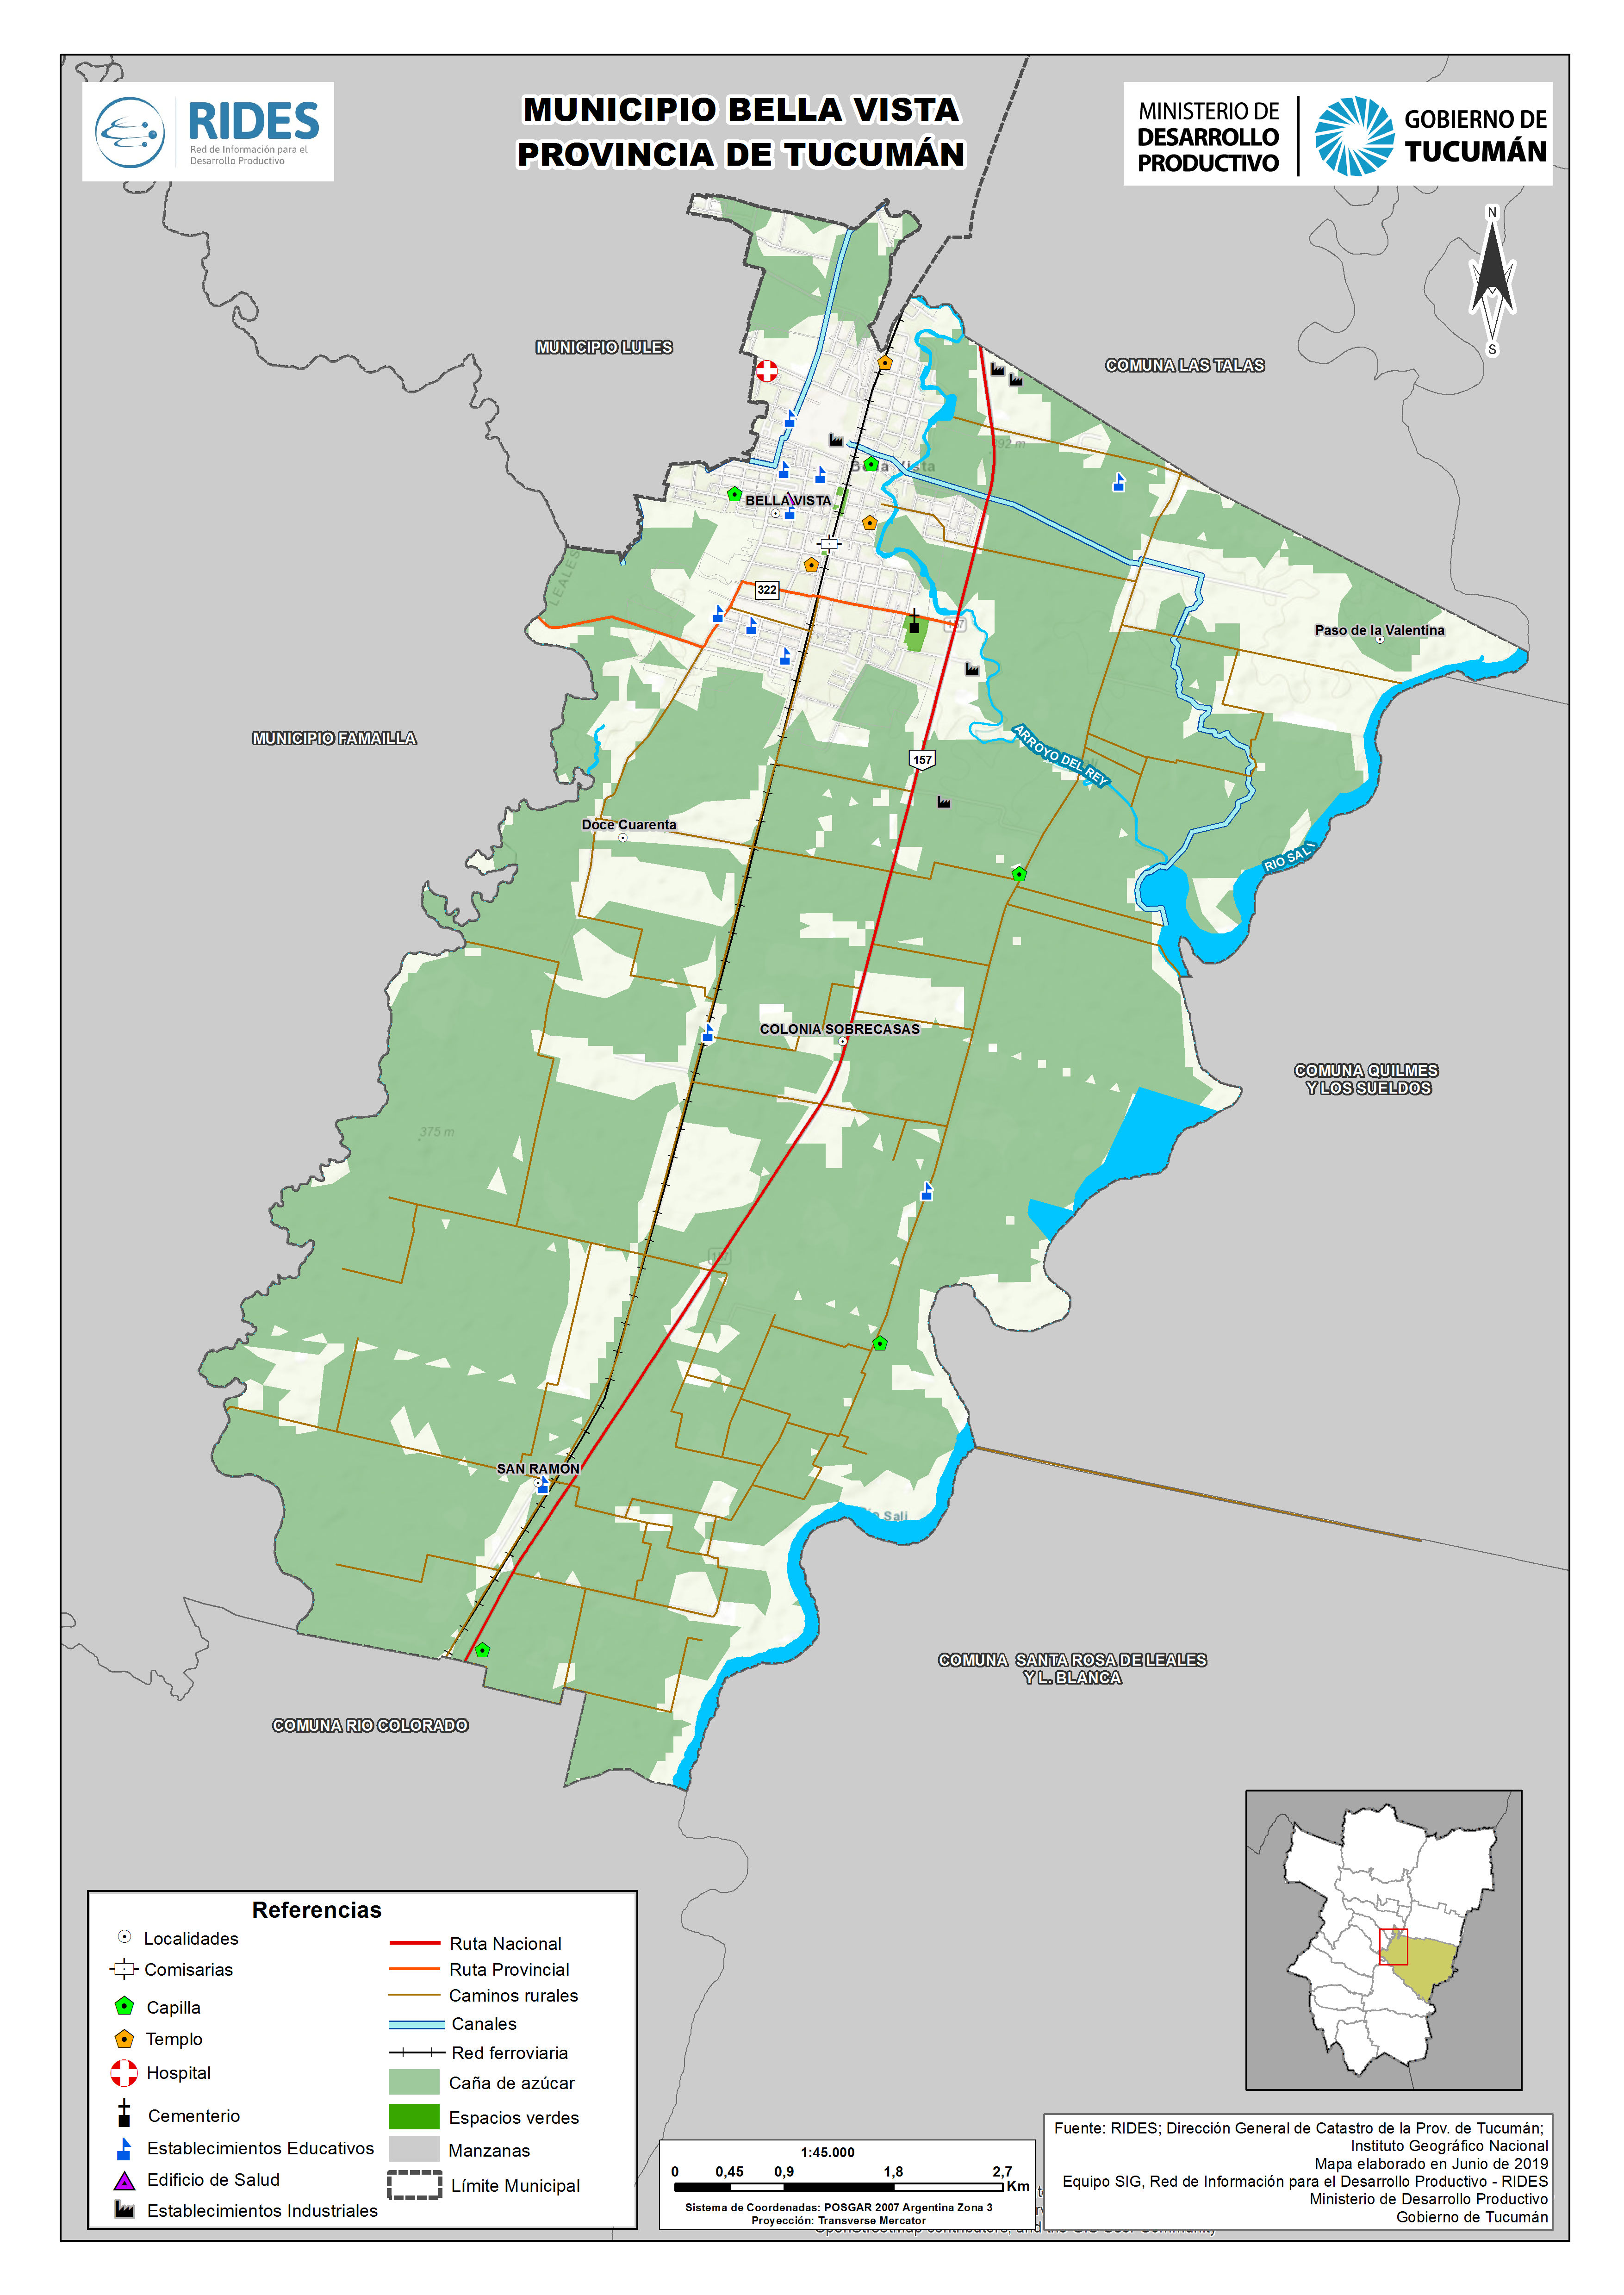 RIDES
Red de Información para el
Desarrollo Productivo
MUNICIPIO BELLA VISTA
PROVINCIA DE TUCUMÁN
MINISTERIO DE
DESARROLLO
PRODUCTIVO
GOBIERNO DE
TUCUMÁN
N
S
MUNICIPIO LULES
COMUNA LAS TALAS
392 m
Bella Vista
BELLA VISTA
LEALES
322
157
Paso de la Valentina
MUNICIPIO FAMAILLA
157
ARROYO DEL REY
Doce Cuarenta
RIO SALI
COLONIA SOBRECASAS
COMUNA QUILMES
Y LOS SUELDOS
375 m
157
SAN RAMON
Sali
COMUNA SANTA ROSA DE LEALES
Y L. BLANCA
COMUNA RIO COLORADO
Referencias
Localidades
Comisarias
Capilla
Templo
Hospital
Cementerio
Establecimientos Educativos
Edificio de Salud
Establecimientos Industriales
Ruta Nacional
Ruta Provincial
Caminos rurales
Canales
Red ferroviaria
Caña de azúcar
Espacios verdes
Manzanas
Límite Municipal
1:45.000
0 0,45 0,9 1,8 2,7
Km
Sistema de Coordenadas: POSGAR 2007 Argentina Zona 3
Proyección: Transverse Mercator
Fuente: RIDES; Dirección General de Catastro de la Prov. de Tucumán;
Instituto Geográfico Nacional
Mapa elaborado en Junio de 2019
Equipo SIG, Red de Información para el Desarrollo Productivo - RIDES
Ministerio de Desarrollo Productivo
Gobierno de Tucumán